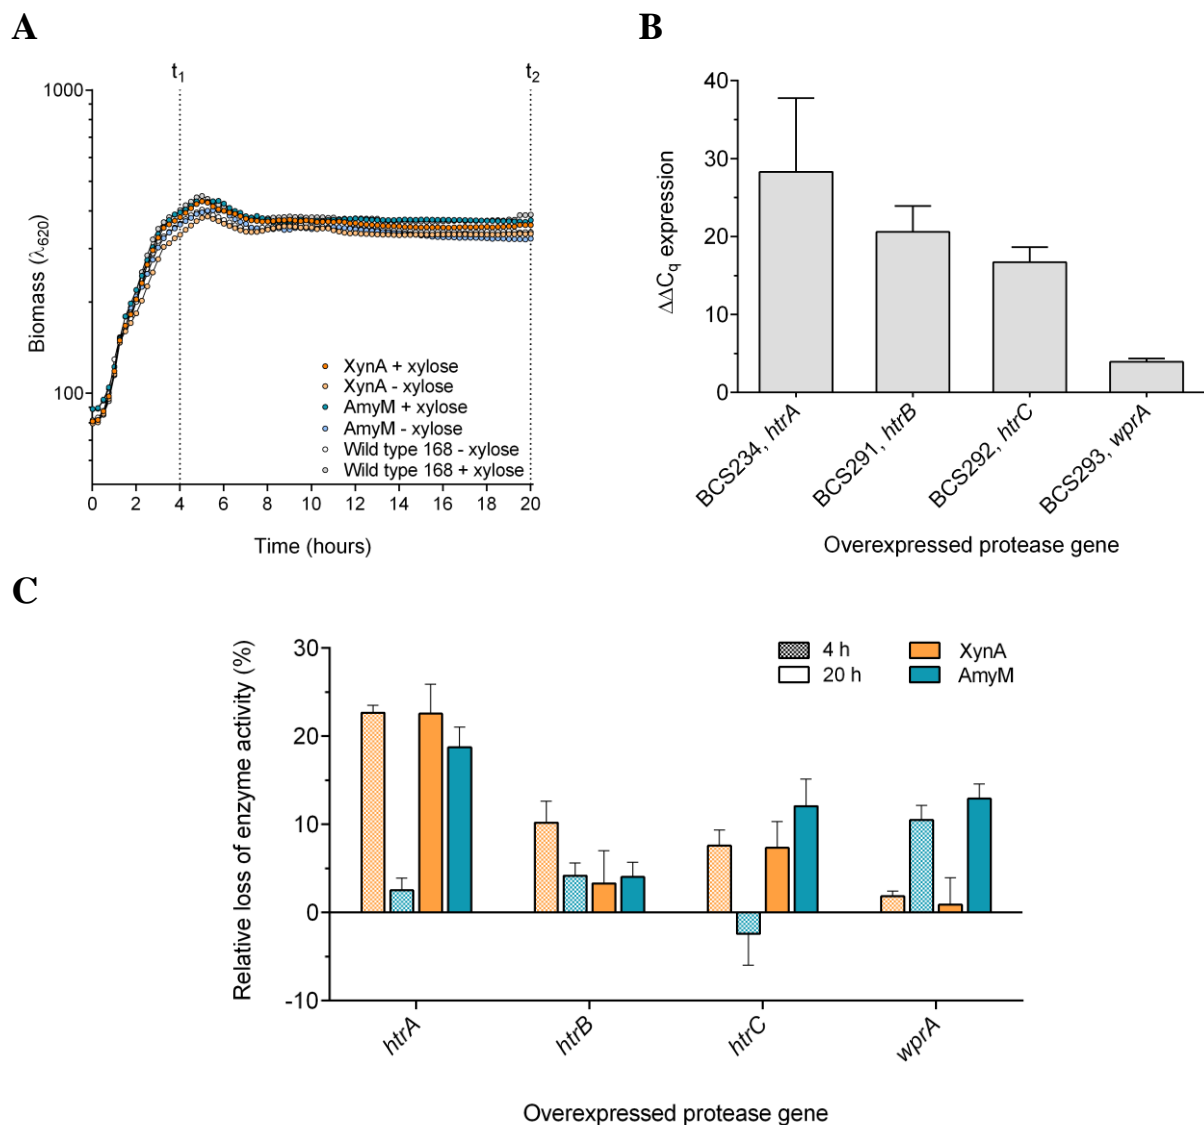 A
t₁
t₂
1000
100
Biomass (λ₆₂₀)
XynA + xylose
XynA - xylose
AmyM + xylose
AmyM - xylose
Wild type 168 - xylose
Wild type 168 + xylose
0 2 4 6 8 10 12 14 16 18 20
Time (hours)
B
40
30
20
10
0
ΔΔCq expression
BCS234, htrA
BCS291, htrB
BCS292, htrC
BCS293, wprA
Overexpressed protease gene
C
30
20
10
0
-10
Relative loss of enzyme activity (%)
4 h XynA
20 h AmyM
htrA
htrB
htrC
wprA
Overexpressed protease gene